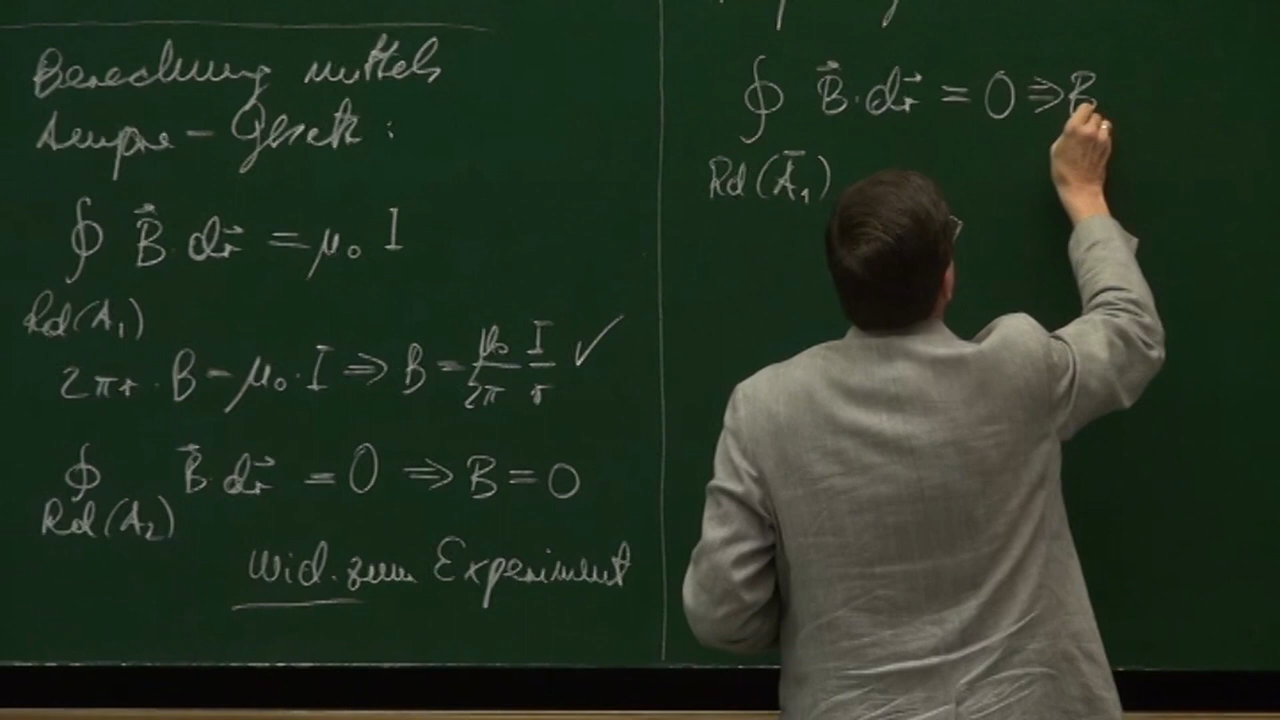 Berechnung mittels
Ampere-Gesetz:
∮ B⃗·dr⃗ = μ₀ I
Rd(A₁)
2πr · B = μ₀ · I ⇒ B = μ₀/2π I/r ✓
∮ B⃗·dr⃗ = 0 ⇒ B = 0
Rd(A₂)
Wid. zum Experiment
∮ B⃗·dr⃗ = 0 ⇒ B
Rd(Ā₁)